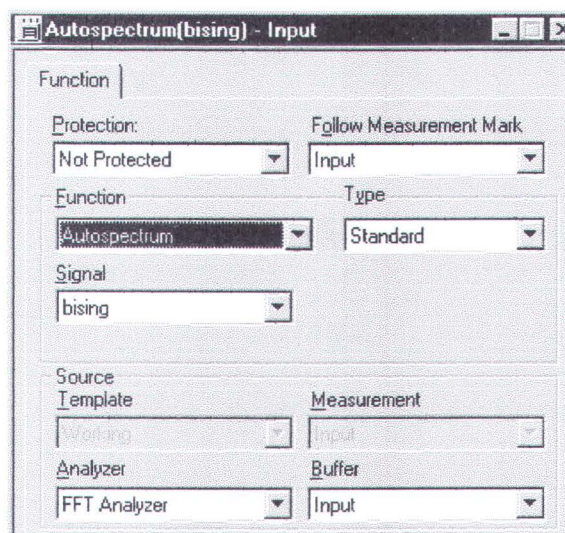 Autospectrum(bising) - Input
Function
Protection:
Follow Measurement Mark
Not Protected
Input
Function
Type
Autospectrum
Standard
Signal
bising
Source
Template
Measurement
Working
Input
Analyzer
Buffer
FFT Analyzer
Input